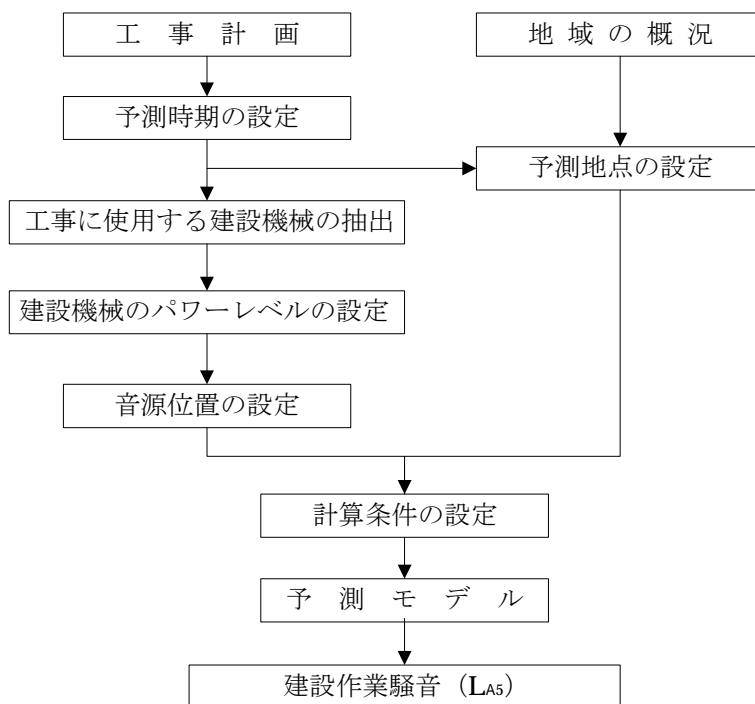 工 事 計 画
地 域 の 概 況
予測時期の設定
予測地点の設定
工事に使用する建設機械の抽出
建設機械のパワーレベルの設定
音源位置の設定
計算条件の設定
予 測 モ デ ル
建設作業騒音（LA5）